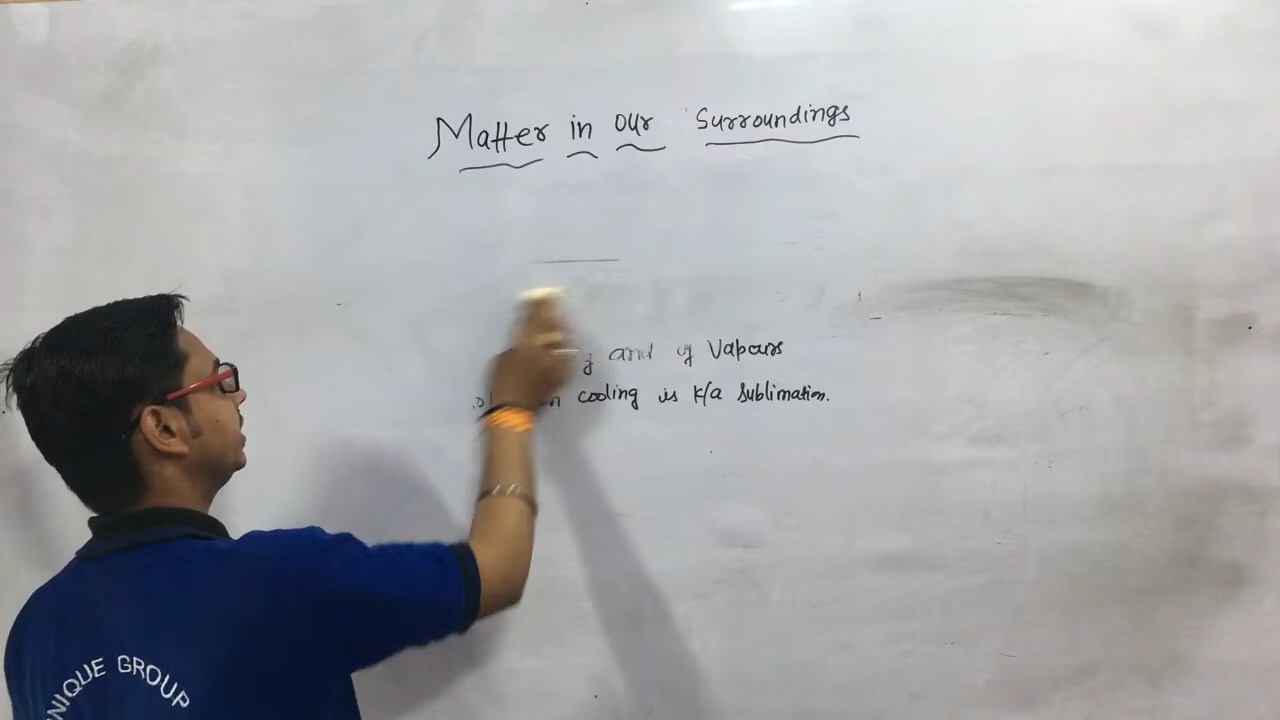 Matter in our Surroundings
and of Vapours
cooling is k/a Sublimation.
NIQUE GROUP